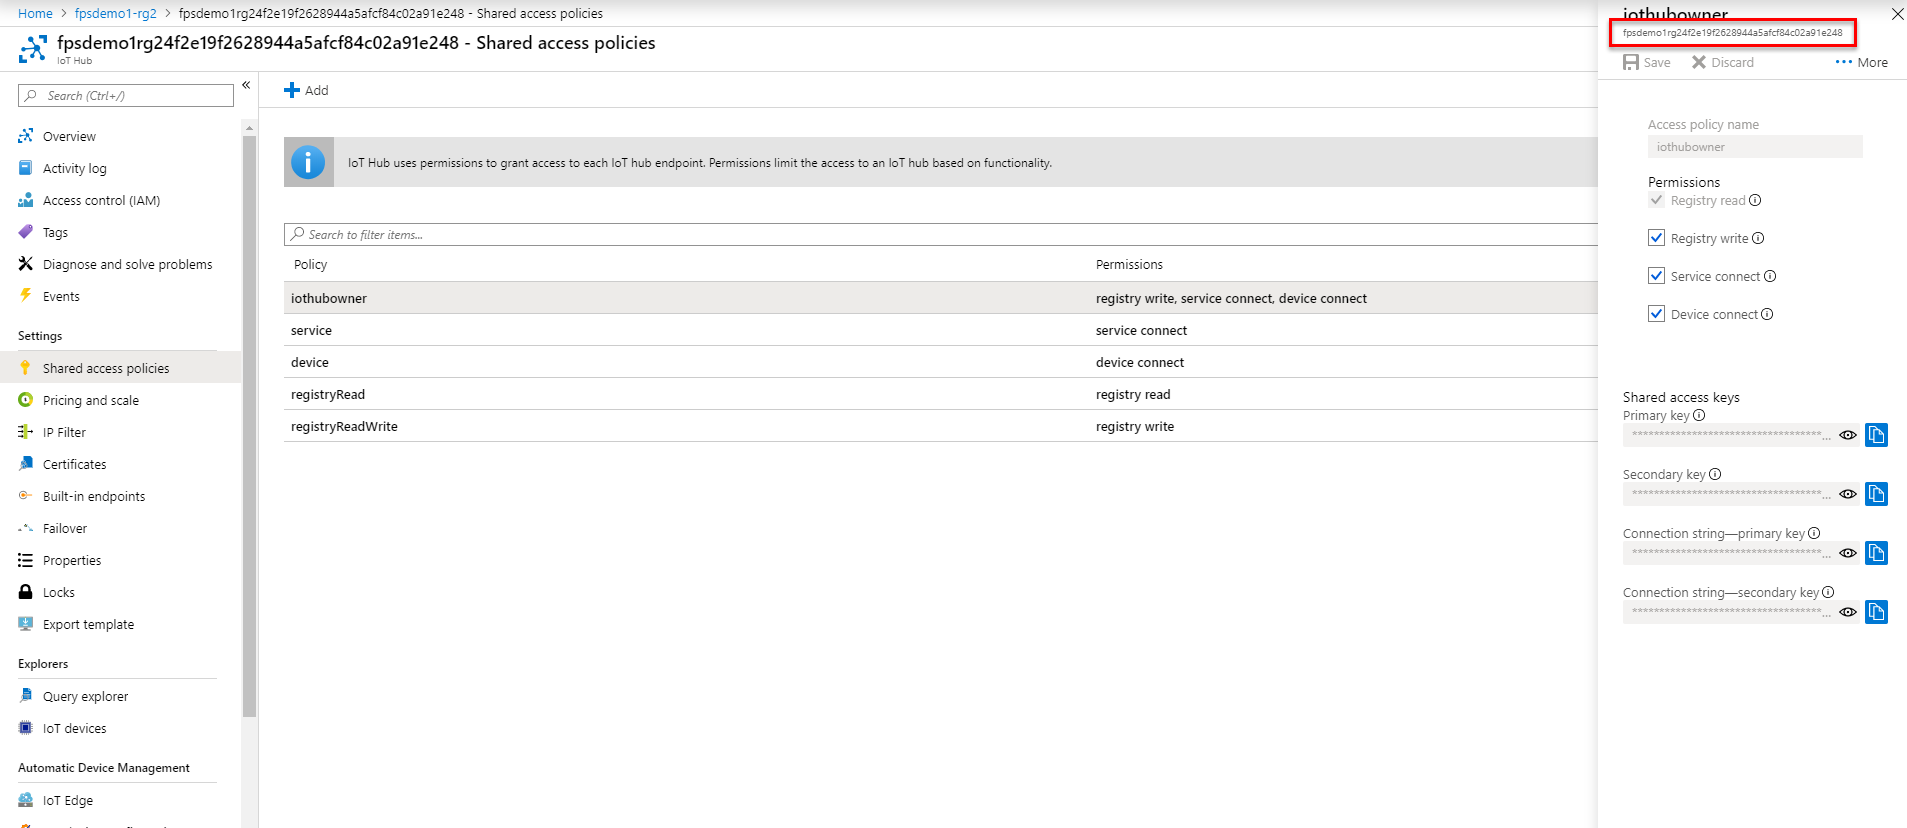 Home > fpsdemo1-rg2 > fpsdemo1rg24f2e19f2628944a5afcf84c02a91e248 - Shared access policies
fpsdemo1rg24f2e19f2628944a5afcf84c02a91e248 - Shared access policies
IoT Hub
Search (Ctrl+/)
«
Overview
Activity log
Access control (IAM)
Tags
Diagnose and solve problems
Events
Settings
Shared access policies
Pricing and scale
IP Filter
Certificates
Built-in endpoints
Failover
Properties
Locks
Export template
Explorers
Query explorer
IoT devices
Automatic Device Management
IoT Edge
Add
IoT Hub uses permissions to grant access to each IoT hub endpoint. Permissions limit the access to an IoT hub based on functionality.
Search to filter items...
Policy Permissions
iothubowner registry write, service connect, device connect
service service connect
device device connect
registryRead registry read
registryReadWrite registry write
iothubowner
fpsdemo1rg24f2e19f2628944a5afcf84c02a91e248
Save Discard ••• More
Access policy name
iothubowner
Permissions
Registry read
Registry write
Service connect
Device connect
Shared access keys
Primary key
************************************...
Secondary key
************************************...
Connection string—primary key
************************************...
Connection string—secondary key
************************************...